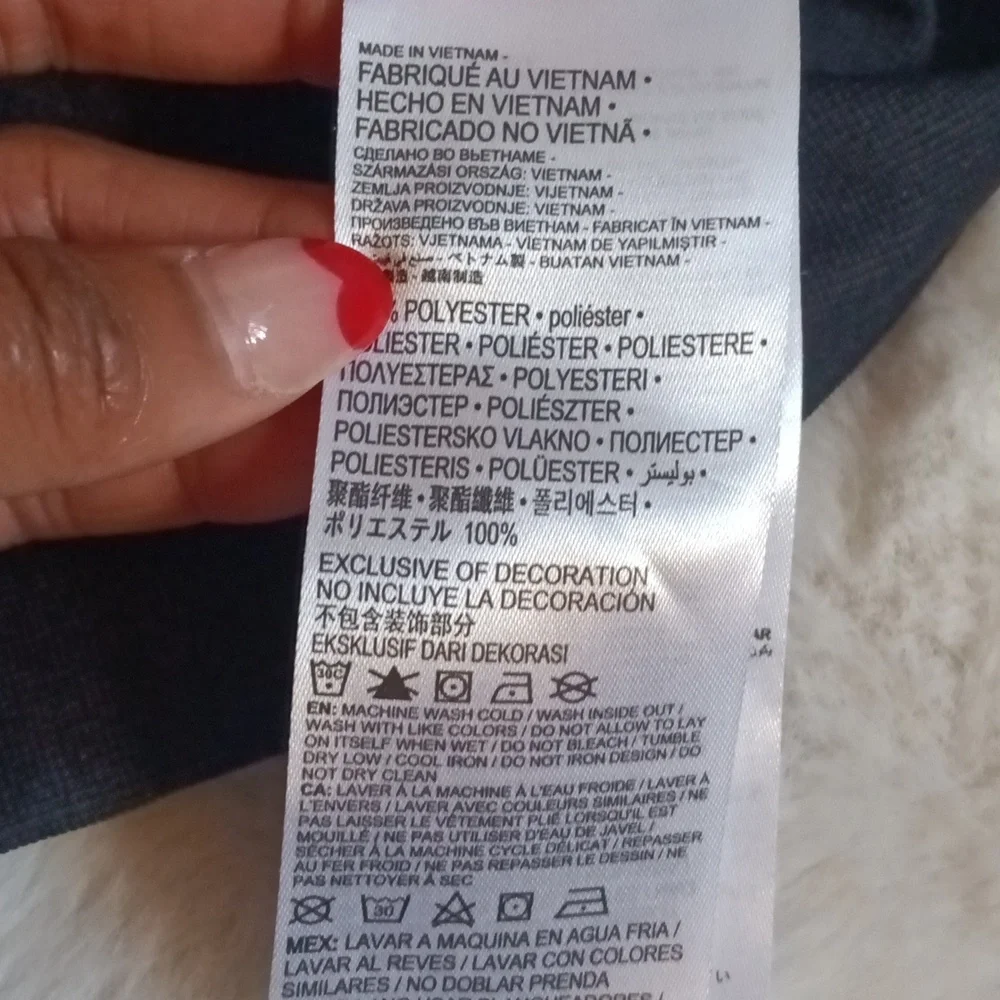 MADE IN VIETNAM -
FABRIQUÉ AU VIETNAM •
HECHO EN VIETNAM •
FABRICADO NO VIETNÃ •
СДЕЛАНО ВО ВЬЕТНАМЕ -
SZÁRMAZÁSI ORSZÁG: VIETNAM -
ZEMLJA PROIZVODNJE: VIJETNAM -
DRŽAVA PROIZVODNJE: VIETNAM -
ПРОИЗВЕДЕНО ВЪВ ВИЕТНАМ - FABRICAT ÎN VIETNAM -
RAŽOTS: VJETNAMA - VIETNAM DE YAPILMIŞTIR -
ベトナム製 - BUATAN VIETNAM -
- 越南制造
% POLYESTER • poliéster •
LIESTER • POLIÉSTER • POLIESTERE •
ΠΟΛΥΕΣΤΕΡΑΣ • POLYESTERI •
ПОЛИЭСТЕР • POLIÉSZTER •
POLIESTERSKO VLAKNO • ПОЛИЕСТЕР •
POLIESTERIS • POLÜESTER • بوليستر •
聚酯纤维 • 聚酯纖維 • 폴리에스터 •
ポリエステル 100%
EXCLUSIVE OF DECORATION
NO INCLUYE LA DECORACIÓN
不包含装饰部分
EKSKLUSIF DARI DEKORASI
30C
EN: MACHINE WASH COLD / WASH INSIDE OUT /
WASH WITH LIKE COLORS / DO NOT ALLOW TO LAY
ON ITSELF WHEN WET / DO NOT BLEACH / TUMBLE
DRY LOW / COOL IRON / DO NOT IRON DESIGN / DO
NOT DRY CLEAN
CA: LAVER À LA MACHINE À L'EAU FROIDE / LAVER À
L'ENVERS / LAVER AVEC COULEURS SIMILAIRES / NE
PAS LAISSER LE VÊTEMENT PLIÉ LORSQU'IL EST
MOUILLÉ / NE PAS UTILISER D'EAU DE JAVEL /
SÉCHER À LA MACHINE CYCLE DÉLICAT / REPASSER
AU FER FROID / NE PAS REPASSER LE DESSIN / NE
PAS NETTOYER À SEC
30
MEX: LAVAR A MAQUINA EN AGUA FRIA /
LAVAR AL REVES / LAVAR CON COLORES
SIMILARES / NO DOBLAR PRENDA